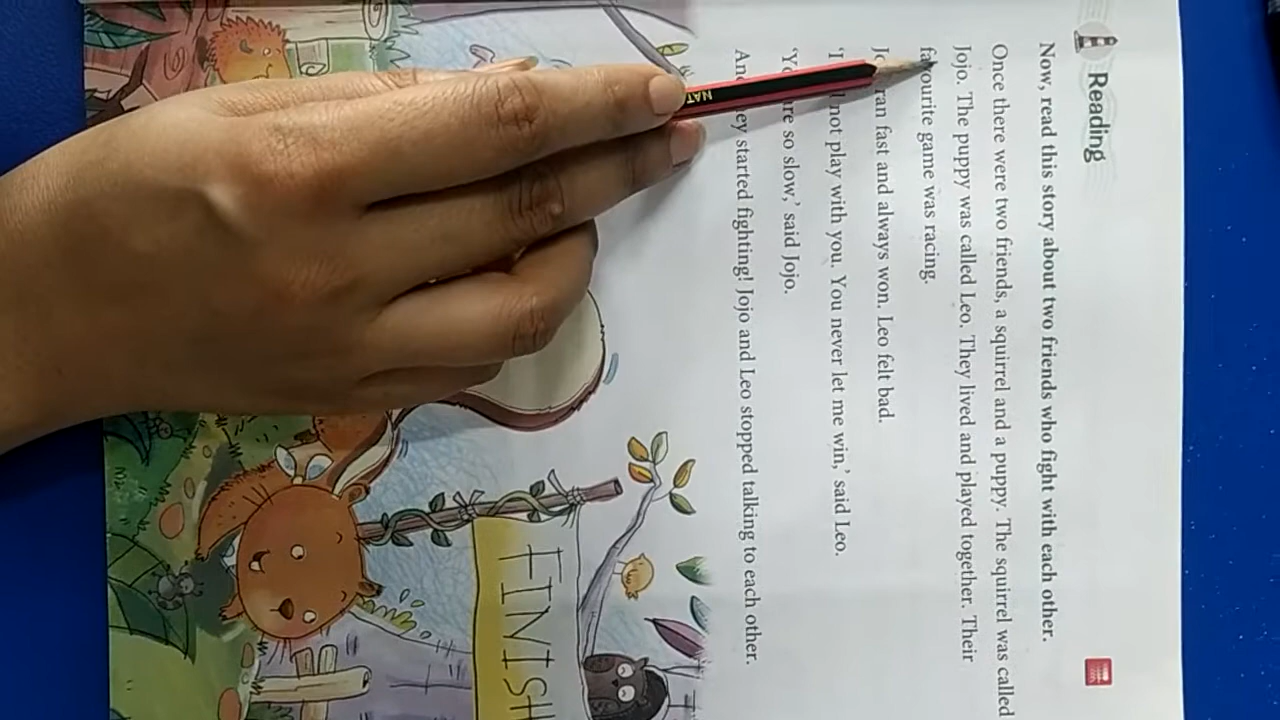 Reading
Now, read this story about two friends who fight with each other.
Once there were two friends, a squirrel and a puppy. The squirrel was called
Jojo. The puppy was called Leo. They lived and played together. Their
favourite game was racing.
ran fast and always won. Leo felt bad.
not play with you. You never let me win,' said Leo.
so slow,' said Jojo.
started fighting! Jojo and Leo stopped talking to each other.
FINISH
NAT